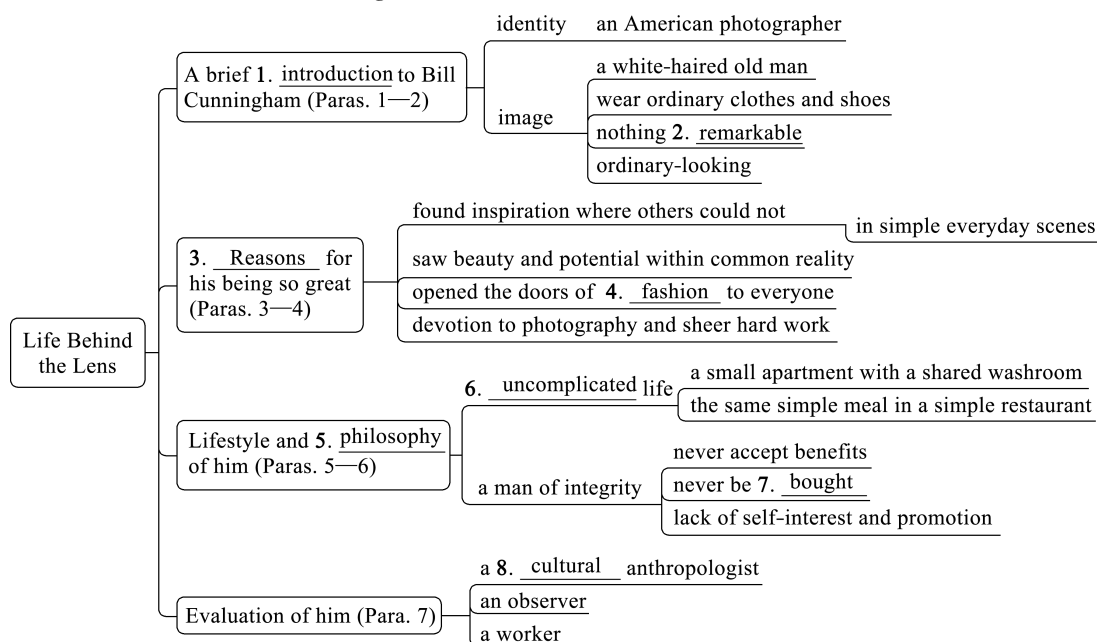 Life Behind
the Lens
A brief 1. introduction to Bill
Cunningham (Paras. 1—2)
identity an American photographer
image
a white-haired old man
wear ordinary clothes and shoes
nothing 2. remarkable
ordinary-looking
3. Reasons for
his being so great
(Paras. 3—4)
found inspiration where others could not
in simple everyday scenes
saw beauty and potential within common reality
opened the doors of 4. fashion to everyone
devotion to photography and sheer hard work
Lifestyle and 5. philosophy
of him (Paras. 5—6)
6. uncomplicated life
a small apartment with a shared washroom
the same simple meal in a simple restaurant
a man of integrity
never accept benefits
never be 7. bought
lack of self-interest and promotion
Evaluation of him (Para. 7)
a 8. cultural anthropologist
an observer
a worker